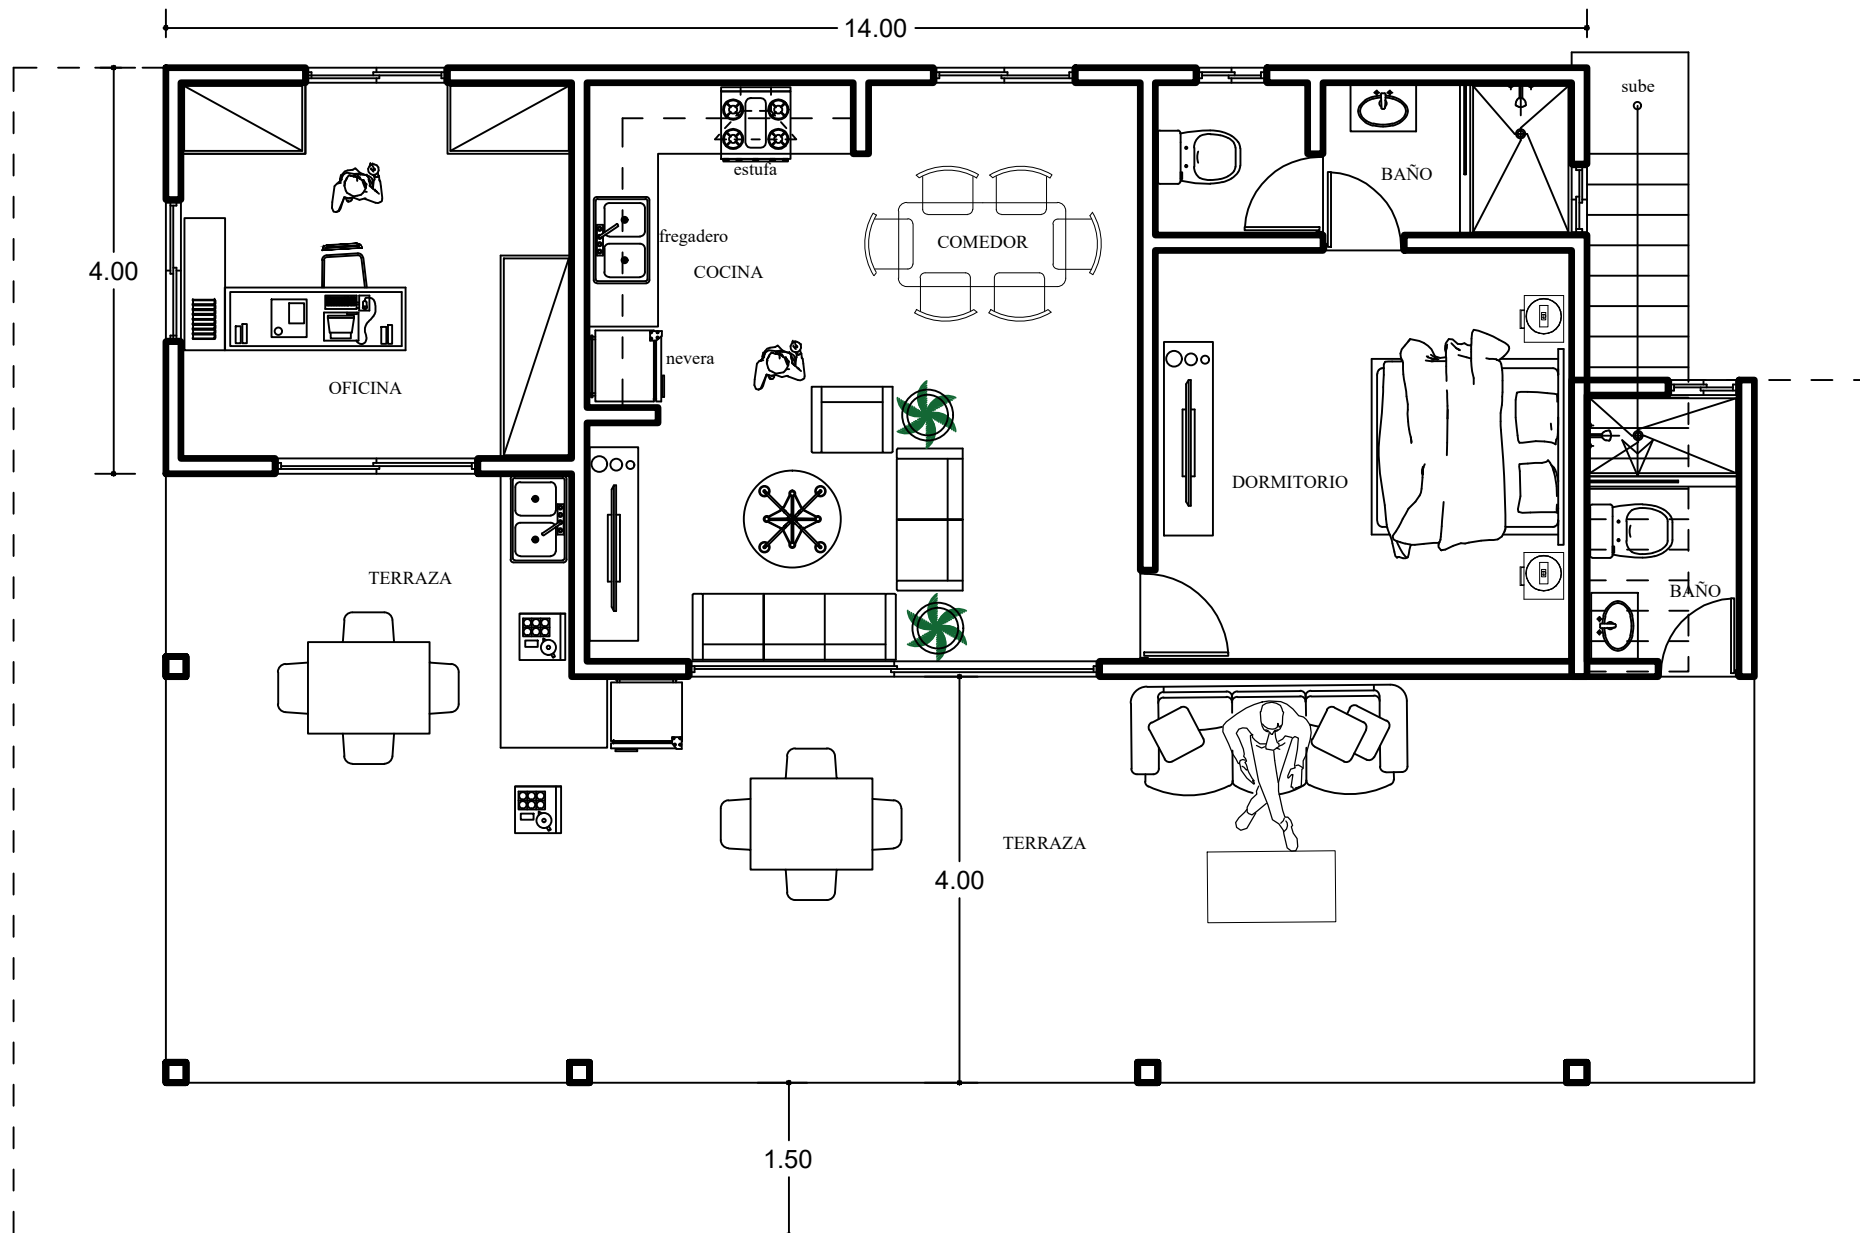 14.00
sube
estufa
BAÑO
fregadero
COMEDOR
COCINA
4.00
nevera
OFICINA
DORMITORIO
TERRAZA
BAÑO
TERRAZA
4.00
1.50